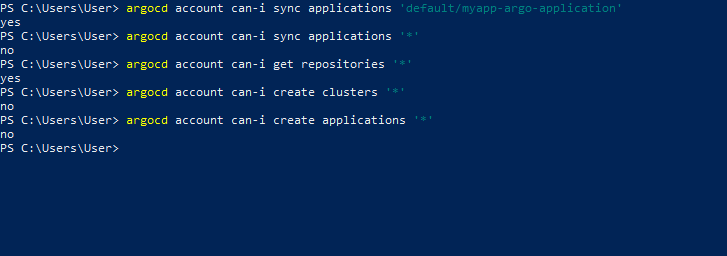 PS C:\Users\User> argocd account can-i sync applications 'default/myapp-argo-application'
yes
PS C:\Users\User> argocd account can-i sync applications '*'
no
PS C:\Users\User> argocd account can-i get repositories '*'
yes
PS C:\Users\User> argocd account can-i create clusters '*'
no
PS C:\Users\User> argocd account can-i create applications '*'
no
PS C:\Users\User>